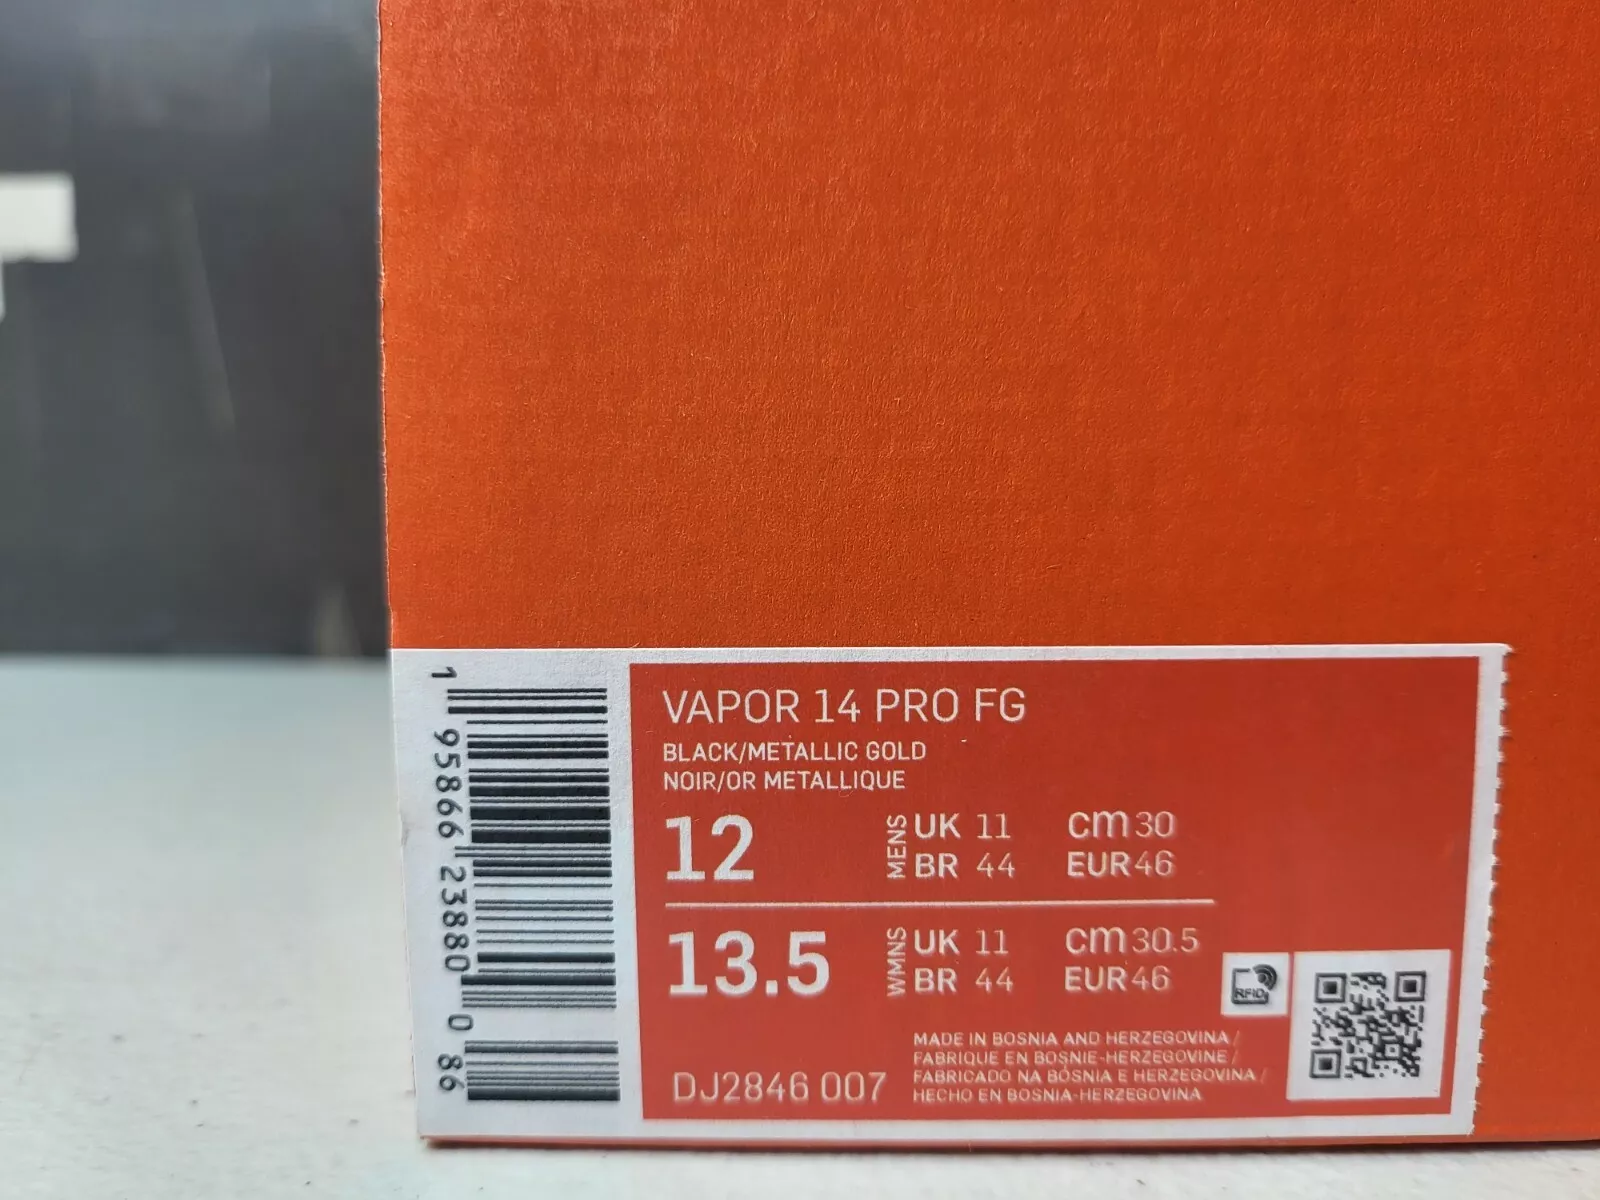 1 95866 23880 0 86
VAPOR 14 PRO FG
BLACK/METALLIC GOLD
NOIR/OR METALLIQUE
12 MENS UK 11 cm 30
BR 44 EUR 46
13.5 WMNS UK 11 cm 30.5
BR 44 EUR 46
RFID
DJ2846 007
MADE IN BOSNIA AND HERZEGOVINA /
FABRIQUE EN BOSNIE-HERZEGOVINE /
FABRICADO NA BÓSNIA E HERZEGOVINA /
HECHO EN BOSNIA-HERZEGOVINA